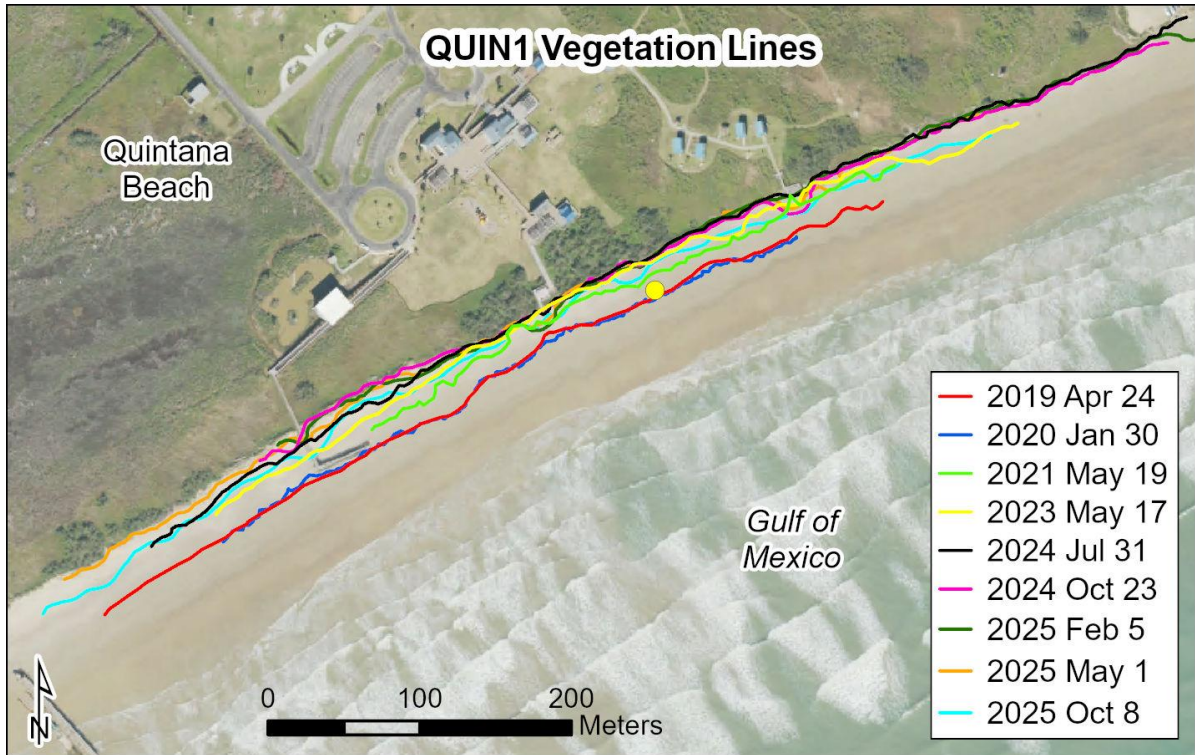 QUIN1 Vegetation Lines
Quintana
Beach
2019 Apr 24
2020 Jan 30
2021 May 19
2023 May 17
2024 Jul 31
2024 Oct 23
2025 Feb 5
2025 May 1
2025 Oct 8
Gulf of
Mexico
0 100 200
Meters
N